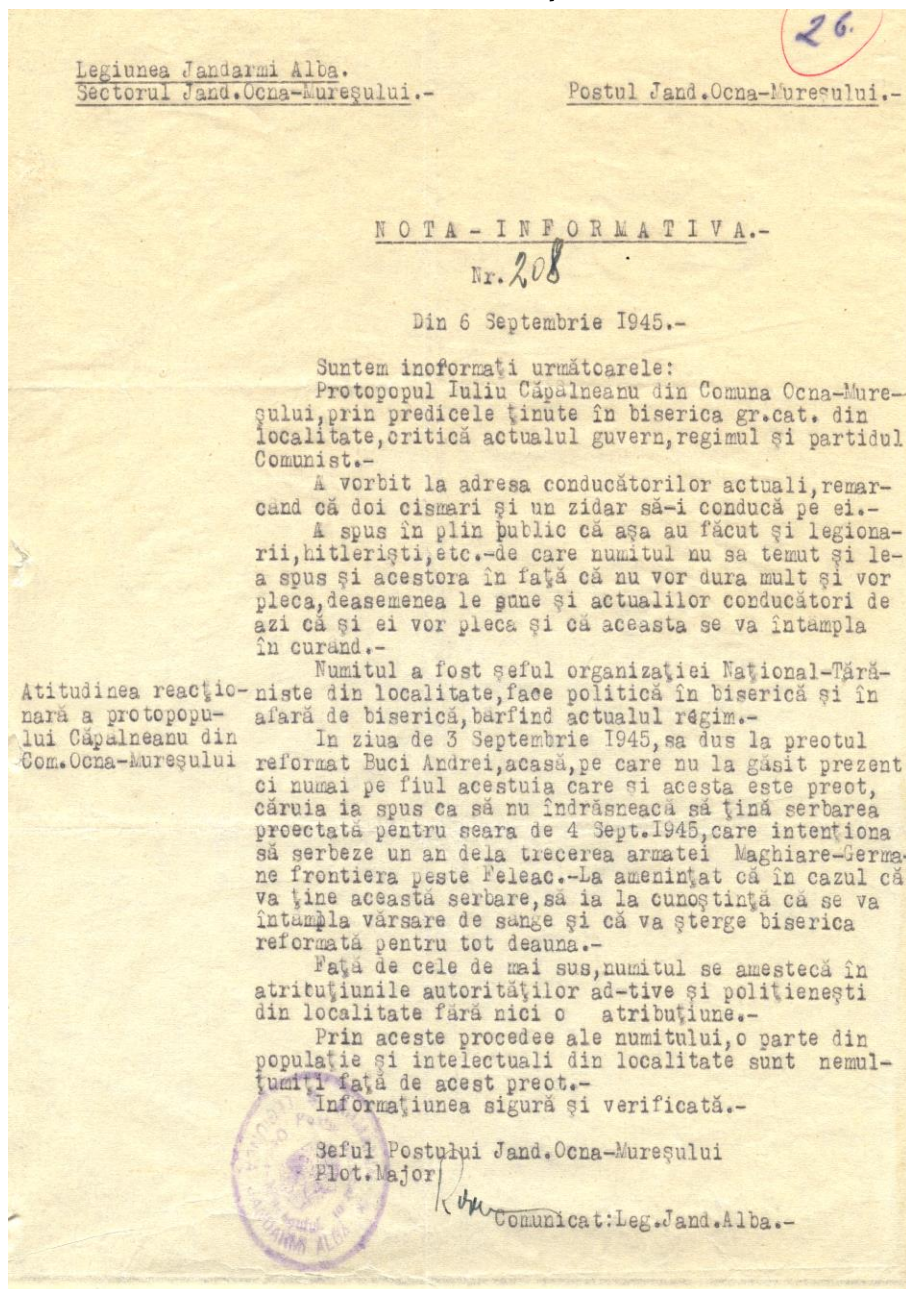 26.
Legiunea Jandarmi Alba.
Sectorul Jand.Ocna-Mureşului.-
Postul Jand.Ocna-Mureşului.-
N O T A - I N F O R M A T I V A.-
Nr. 208
Din 6 Septembrie I945.-
Suntem inoformaţi următoarele:
Protopopul Iuliu Căpâlneanu din Comuna Ocna-Mure-
şului,prin predicele ţinute în biserica gr.cat. din
localitate,critică actualul guvern,regimul şi partidul
Comunist.-
A vorbit la adresa conducătorilor actuali,remar-
când că doi cismari şi un zidar să-i conducă pe ei.-
A spus în plin public că aşa au făcut şi legiona-
rii,hitlerişti,etc.-de care numitul nu sa temut şi le-
a spus şi acestora în faţă că nu vor dura mult şi vor
pleca,deasemenea le spune şi actualilor conducători de
azi că şi ei vor pleca şi că aceasta se va întâmpla
în curând.-
Numitul a fost şeful organizaţiei Naţional-Ţără-
niste din localitate,face politică în biserică şi în
afară de biserică,bârfind actualul regim.-
Atitudinea reacţio-
nară a protopopu-
lui Căpâlneanu din
Com.Ocna-Mureşului
In ziua de 3 Septembrie I945,sa dus la preotul
reformat Buci Andrei,acasă,pe care nu la găsit prezent
ci numai pe fiul acestuia care şi acesta este preot,
căruia ia spus ca să nu îndrăsneacă să ţină serbarea
proectată pentru seara de 4 Sept.I945,care intenţiona
să serbeze un an dela trecerea armatei Maghiare-Germa-
ne frontiera peste Feleac.-La ameninţat că în cazul că
va ţine această serbare,să ia la cunoştinţă că se va
întâmpla vărsare de sânge şi că va şterge biserica
reformată pentru tot deauna.-
Faţă de cele de mai sus,numitul se amestecă în
atribuţiunile autorităţilor ad-tive şi poliţieneşti
din localitate fără nici o atribuţiune.-
Prin aceste procedee ale numitului,o parte din
populaţie şi intelectuali din localitate sunt nemul-
ţumiţi faţă de acest preot.-
Informaţiunea sigură şi verificată.-
Seful Postului Jand.Ocna-Mureşului
Plot.Major
Comunicat:Leg.Jand.Alba.-